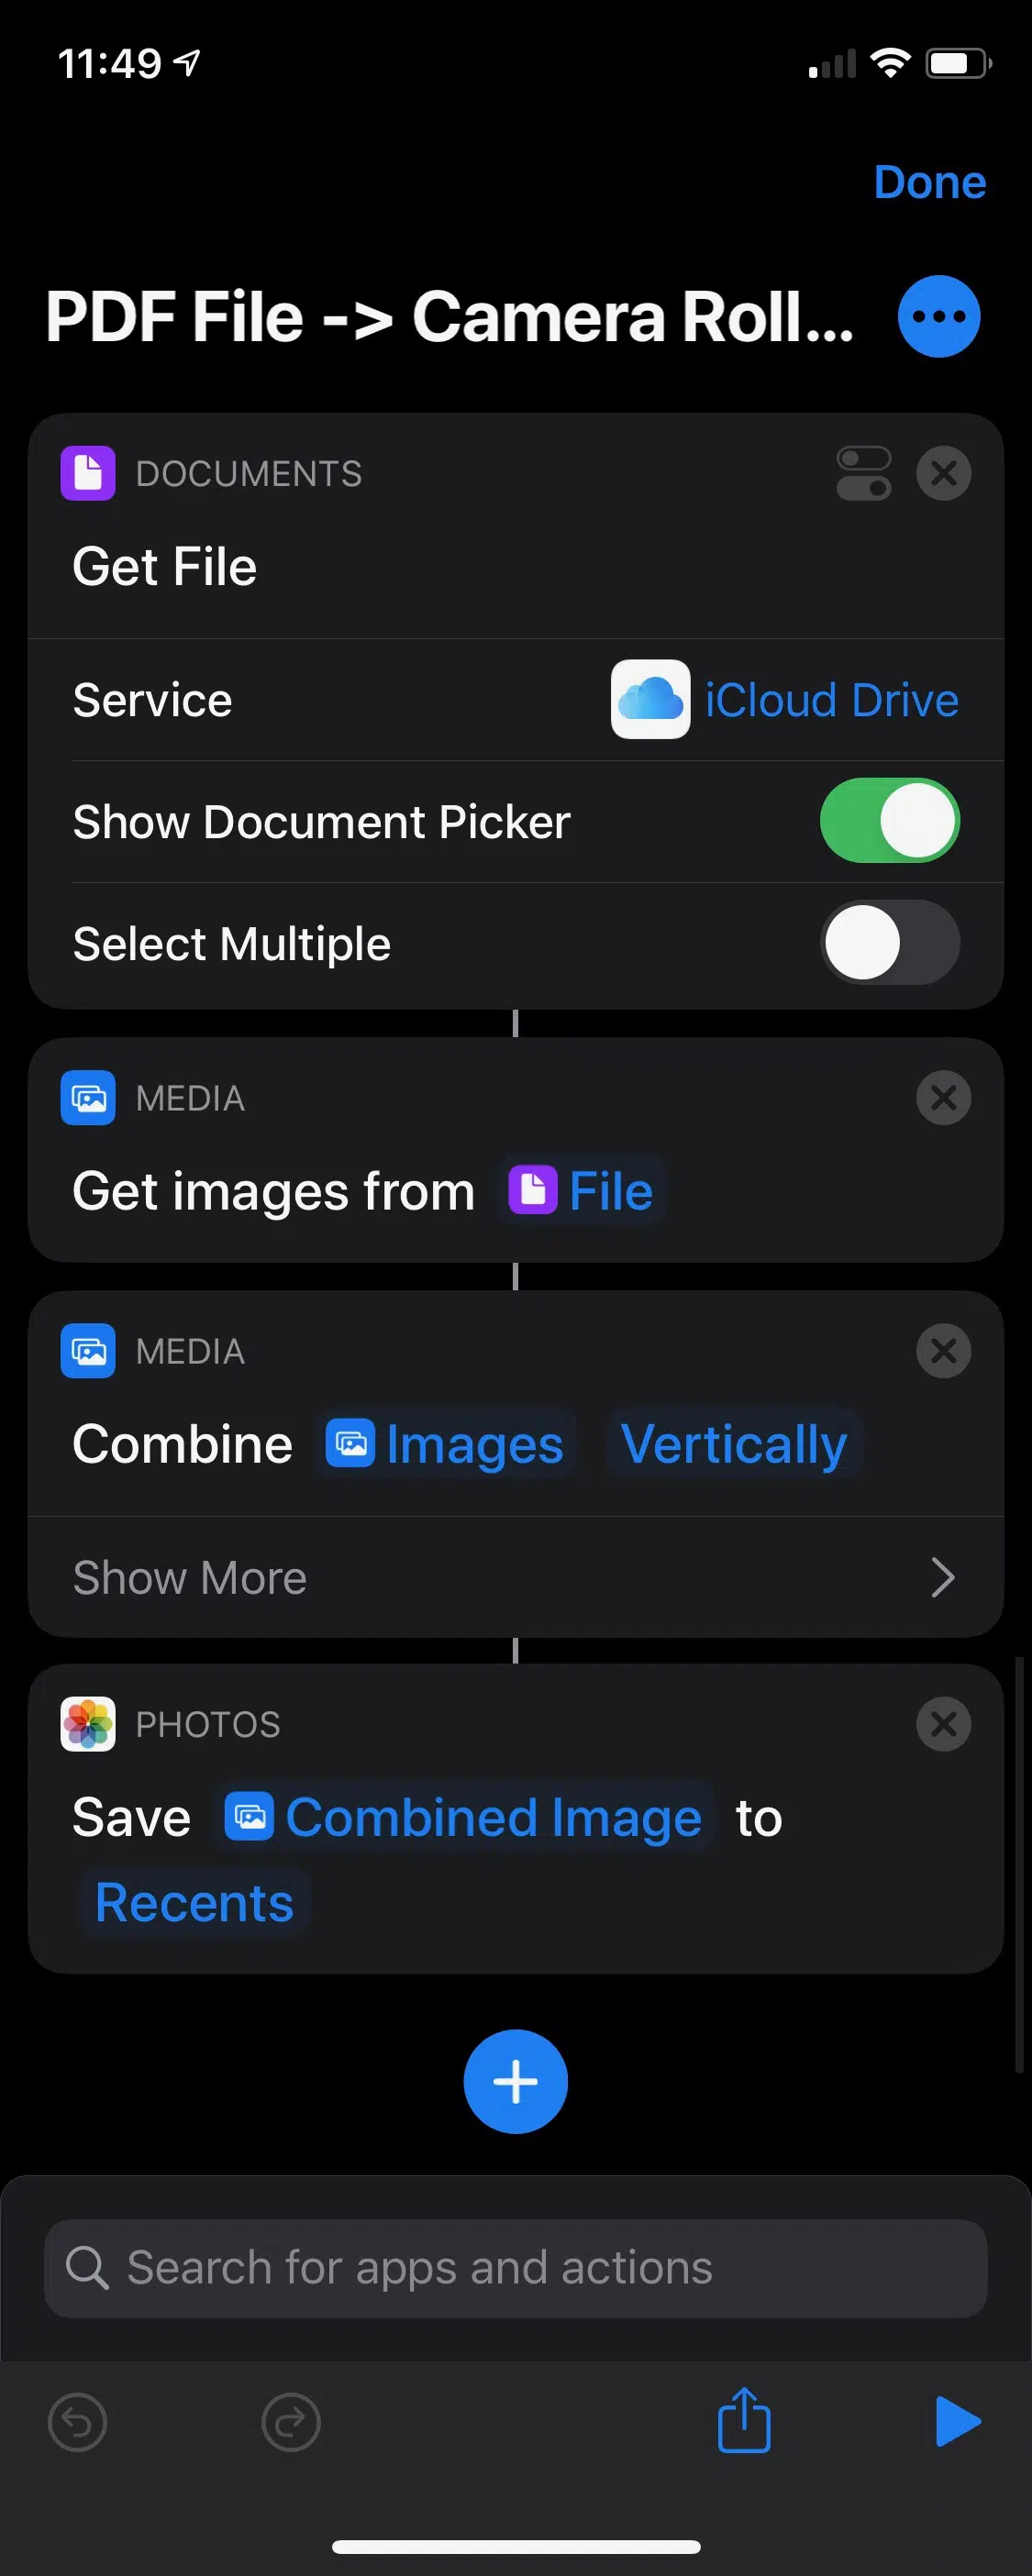 11:49
Done
PDF File -> Camera Roll...
DOCUMENTS
Get File
Service iCloud Drive
Show Document Picker
Select Multiple
MEDIA
Get images from File
MEDIA
Combine Images Vertically
Show More
PHOTOS
Save Combined Image to
Recents
Search for apps and actions